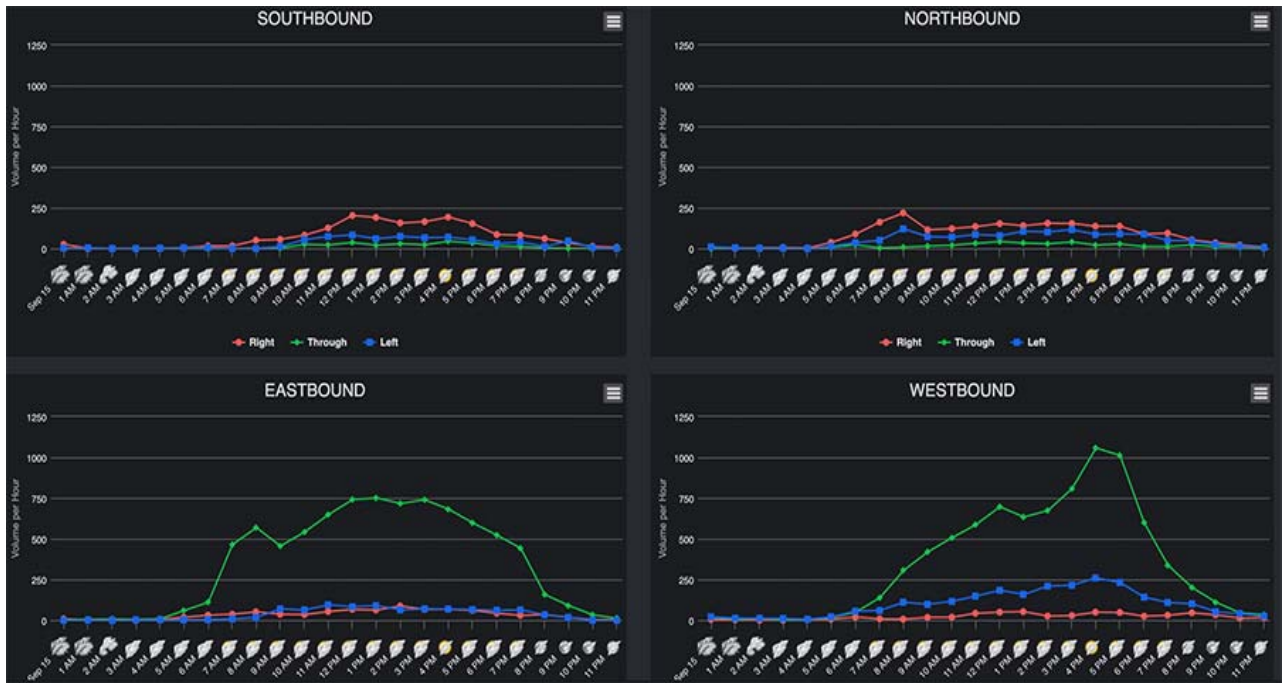 SOUTHBOUND
Volume per Hour
1250
1000
750
500
250
0
Sep 15 1 AM 2 AM 3 AM 4 AM 5 AM 6 AM 7 AM 8 AM 9 AM 10 AM 11 AM 12 PM 1 PM 2 PM 3 PM 4 PM 5 PM 6 PM 7 PM 8 PM 9 PM 10 PM 11 PM
Right Through Left
NORTHBOUND
Volume per Hour
1250
1000
750
500
250
0
Sep 15 1 AM 2 AM 3 AM 4 AM 5 AM 6 AM 7 AM 8 AM 9 AM 10 AM 11 AM 12 PM 1 PM 2 PM 3 PM 4 PM 5 PM 6 PM 7 PM 8 PM 9 PM 10 PM 11 PM
Right Through Left
EASTBOUND
Volume per Hour
1250
1000
750
500
250
0
Sep 15 1 AM 2 AM 3 AM 4 AM 5 AM 6 AM 7 AM 8 AM 9 AM 10 AM 11 AM 12 PM 1 PM 2 PM 3 PM 4 PM 5 PM 6 PM 7 PM 8 PM 9 PM 10 PM 11 PM
WESTBOUND
Volume per Hour
1250
1000
750
500
250
0
Sep 15 1 AM 2 AM 3 AM 4 AM 5 AM 6 AM 7 AM 8 AM 9 AM 10 AM 11 AM 12 PM 1 PM 2 PM 3 PM 4 PM 5 PM 6 PM 7 PM 8 PM 9 PM 10 PM 11 PM